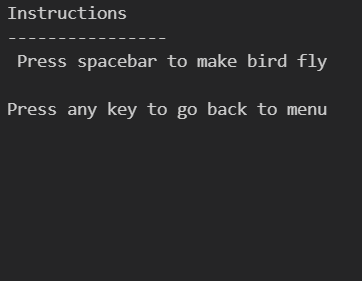 Instructions
----------------
 Press spacebar to make bird fly
Press any key to go back to menu